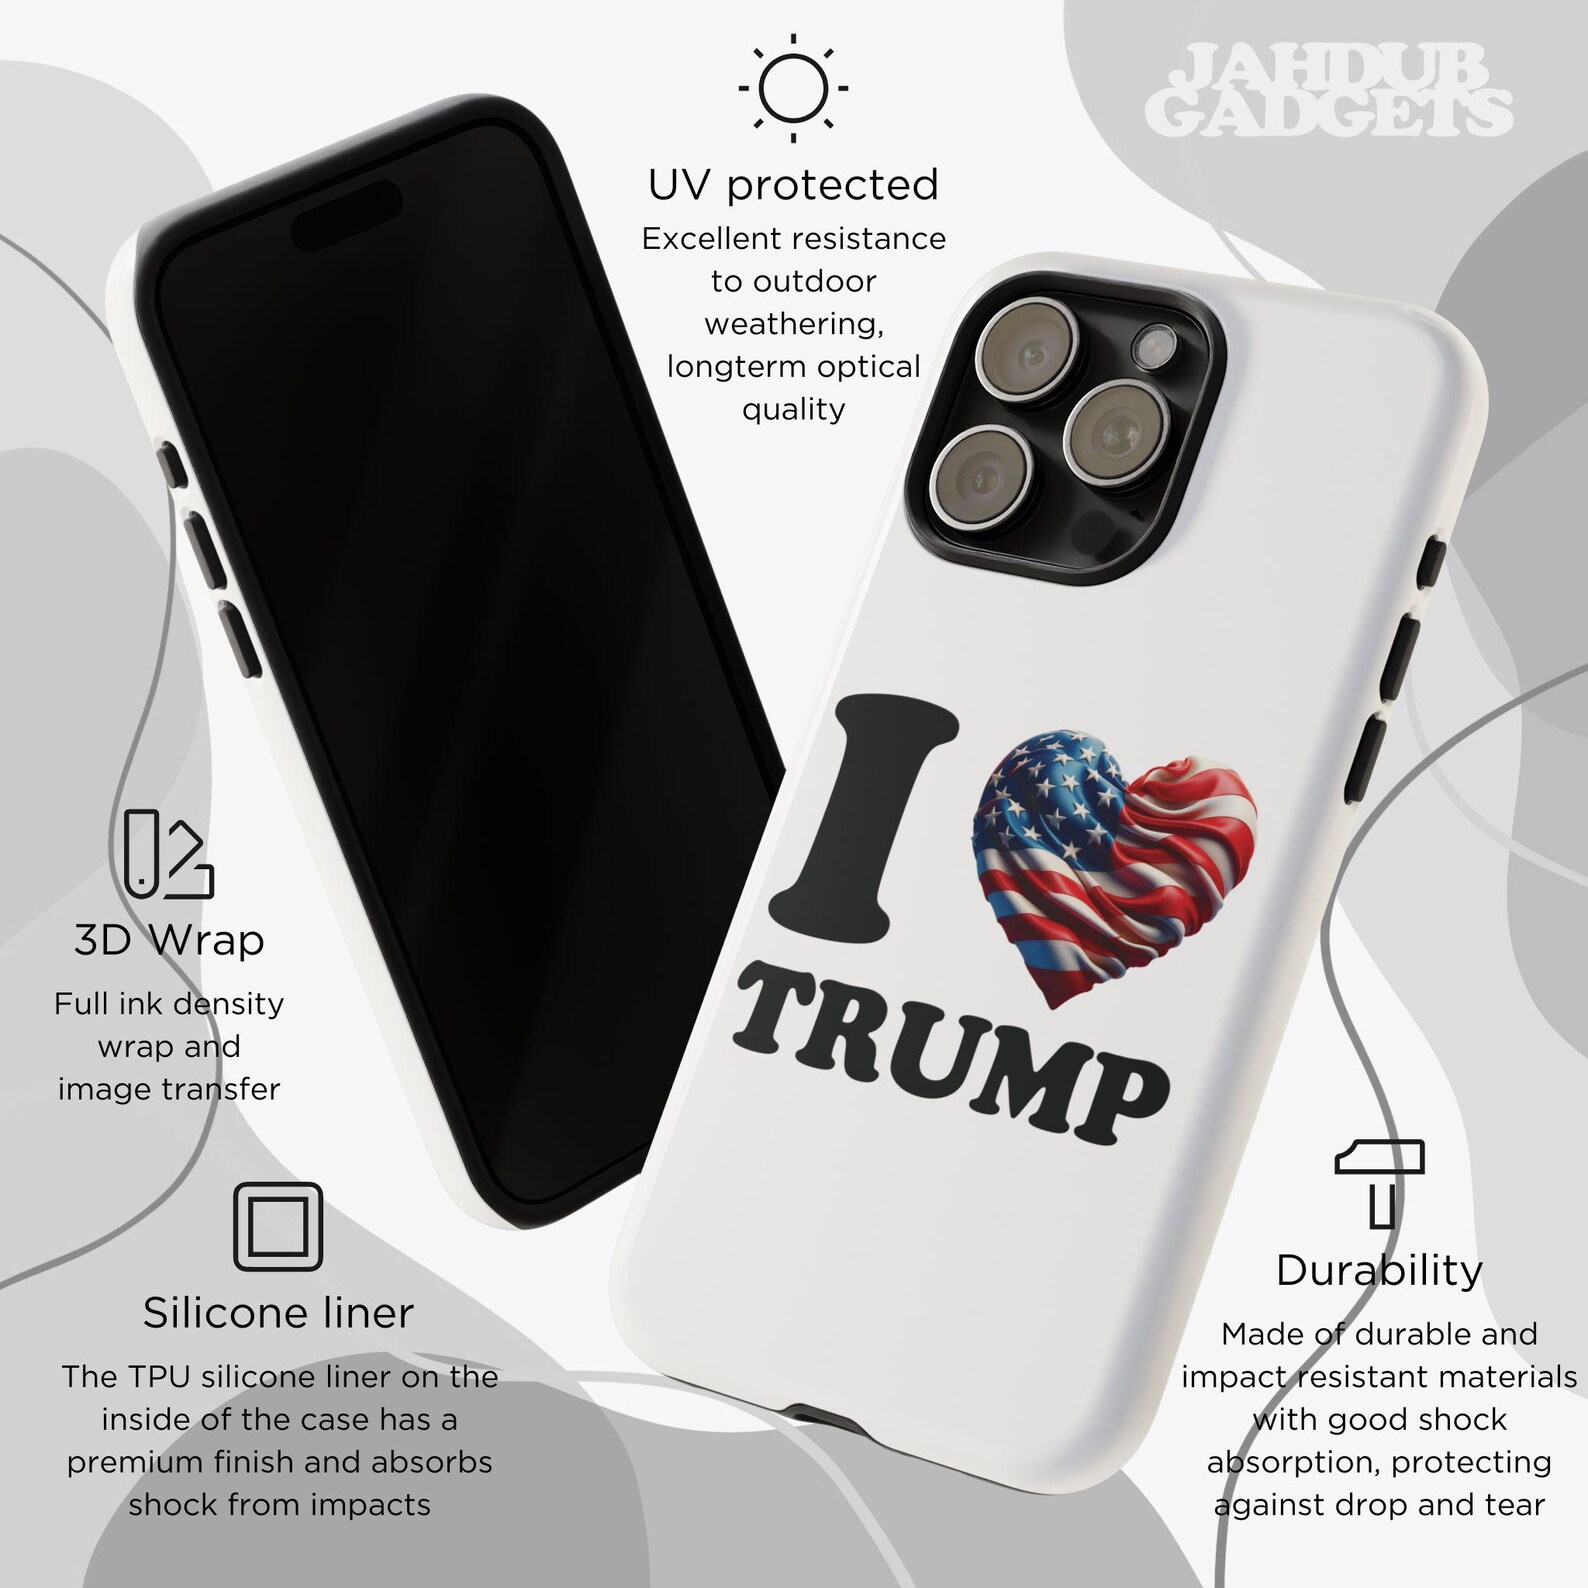 JAHDUB
GADGETS
UV protected
Excellent resistance
to outdoor
weathering,
longterm optical
quality
I
TRUMP
3D Wrap
Full ink density
wrap and
image transfer
Silicone liner
The TPU silicone liner on the
inside of the case has a
premium finish and absorbs
shock from impacts
Durability
Made of durable and
impact resistant materials
with good shock
absorption, protecting
against drop and tear